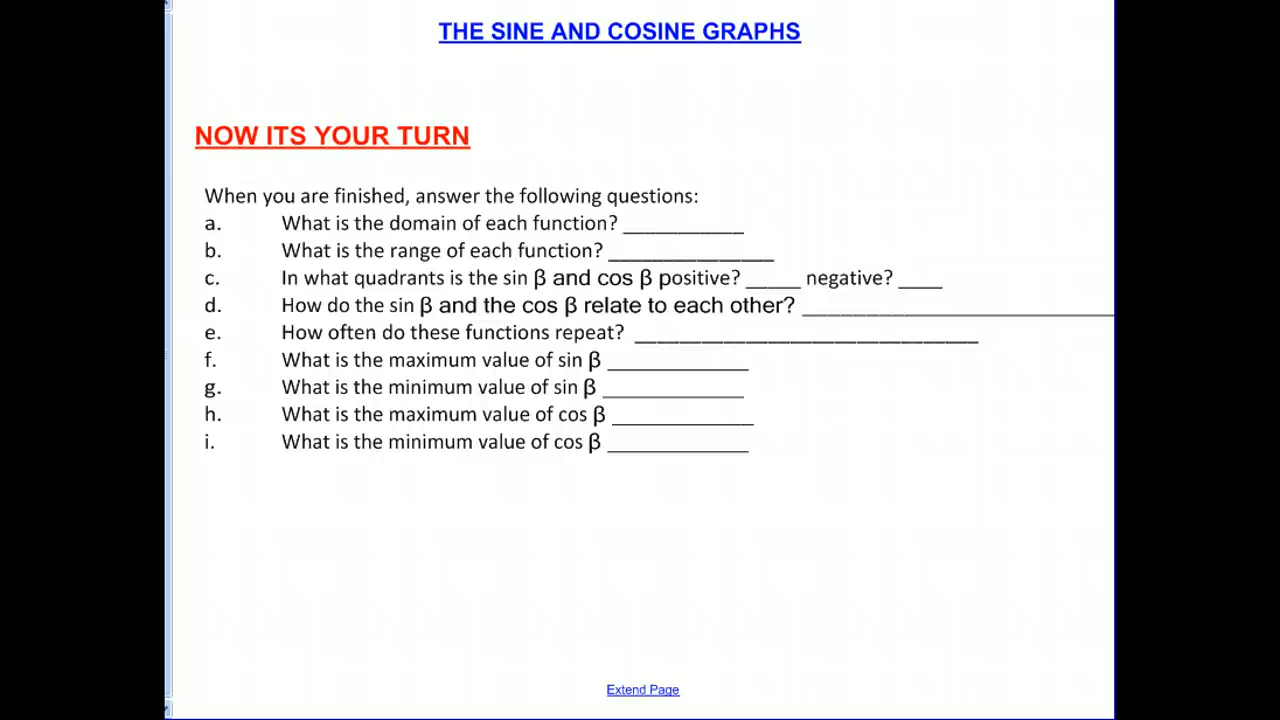 THE SINE AND COSINE GRAPHS
NOW ITS YOUR TURN
When you are finished, answer the following questions:
a. What is the domain of each function? ___________
b. What is the range of each function? _______________
c. In what quadrants is the sin β and cos β positive? _____ negative? ____
d. How do the sin β and the cos β relate to each other? ____________________________
e. How often do these functions repeat? _______________________________
f. What is the maximum value of sin β _____________
g. What is the minimum value of sin β _____________
h. What is the maximum value of cos β _____________
i. What is the minimum value of cos β _____________
Extend Page